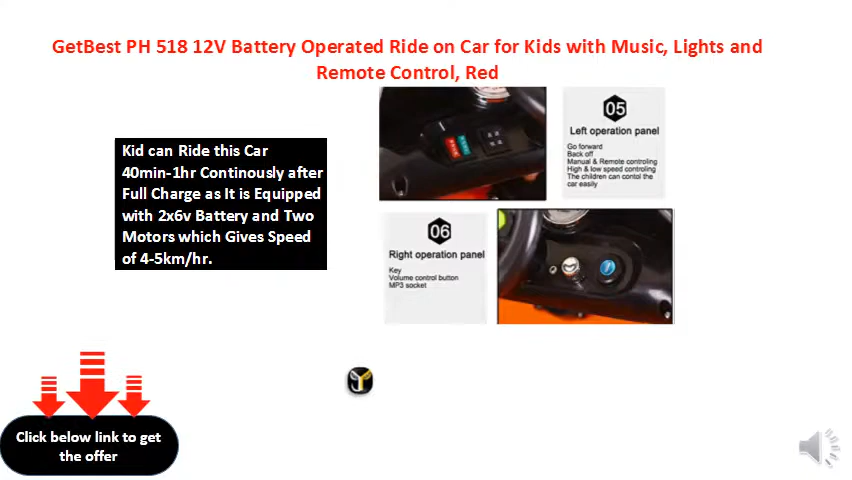 GetBest PH 518 12V Battery Operated Ride on Car for Kids with Music, Lights and
Remote Control, Red
Kid can Ride this Car
40min-1hr Continously after
Full Charge as It is Equipped
with 2x6v Battery and Two
Motors which Gives Speed
of 4-5km/hr.
05
Left operation panel
Go forward
Back off
Manual & Remote controling
High & low speed controling
The children can contol the
car easily
06
Right operation panel
Key
Volume control button
MP3 socket
Click below link to get
the offer